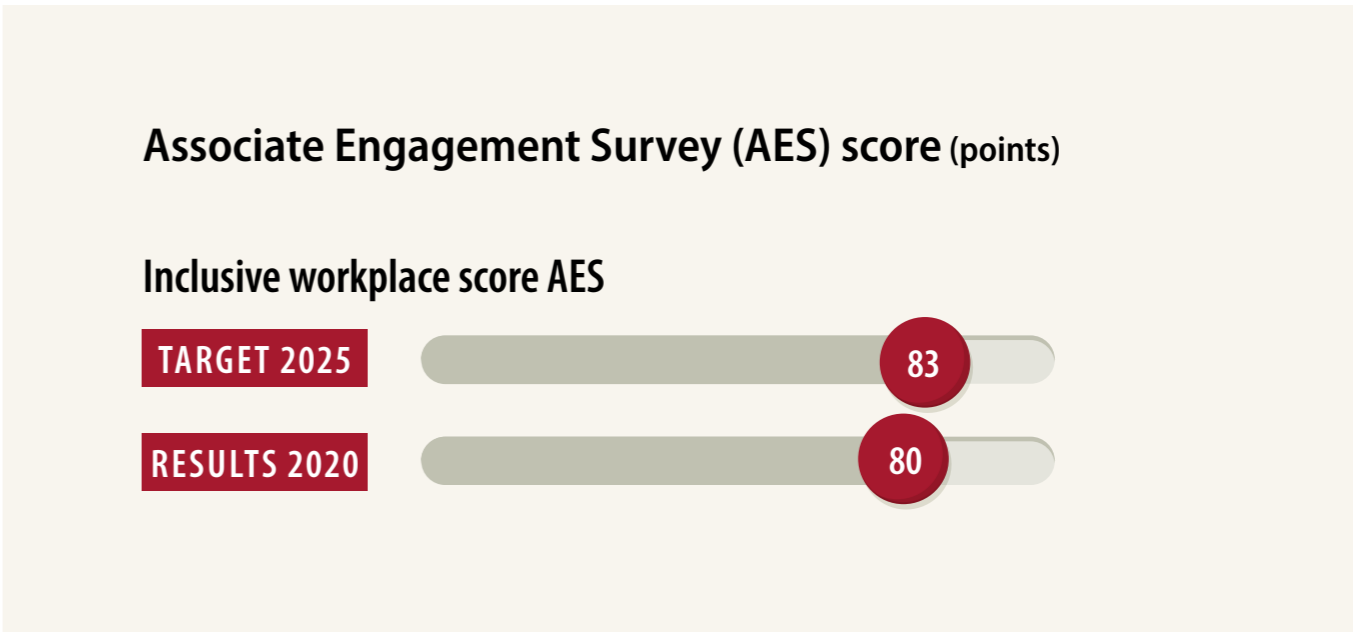 Associate Engagement Survey (AES) score (points)
Inclusive workplace score AES
TARGET 2025
83
RESULTS 2020
80